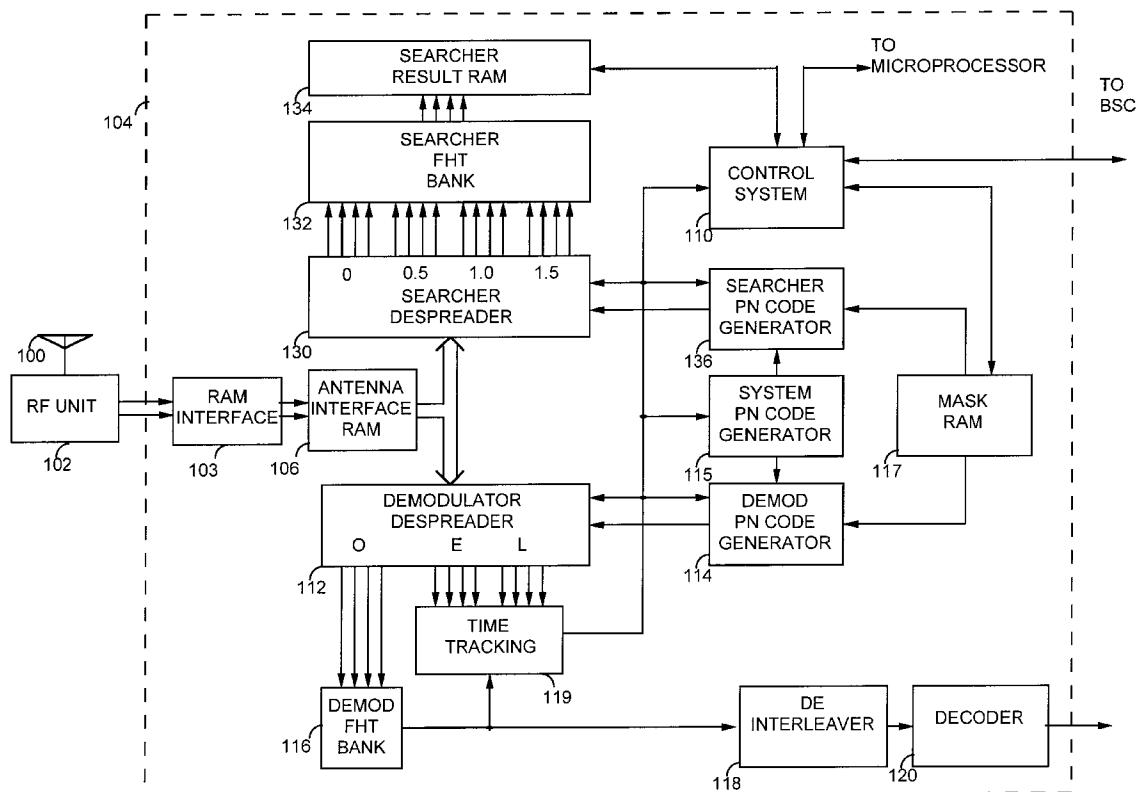 SEARCHER
RESULT RAM
134
TO
MICROPROCESSOR
TO
BSC
104
SEARCHER
FHT
BANK
132
CONTROL
SYSTEM
110
0 0.5 1.0 1.5
SEARCHER
DESPREADER
130
SEARCHER
PN CODE
GENERATOR
136
100
RF UNIT
102
RAM
INTERFACE
103
ANTENNA
INTERFACE
RAM
106
SYSTEM
PN CODE
GENERATOR
115
MASK
RAM
117
DEMODULATOR
DESPREADER
O E L
112
DEMOD
PN CODE
GENERATOR
114
TIME
TRACKING
119
DEMOD
FHT
BANK
116
DE
INTERLEAVER
118
DECODER
120